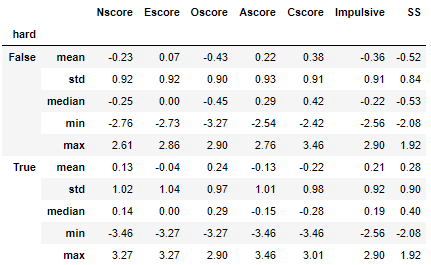 Nscore Escore Oscore Ascore Cscore Impulsive SS
hard
False mean -0.23 0.07 -0.43 0.22 0.38 -0.36 -0.52
std 0.92 0.92 0.90 0.93 0.91 0.91 0.84
median -0.25 0.00 -0.45 0.29 0.42 -0.22 -0.53
min -2.76 -2.73 -3.27 -2.54 -2.42 -2.56 -2.08
max 2.61 2.86 2.90 2.76 3.46 2.90 1.92
True mean 0.13 -0.04 0.24 -0.13 -0.22 0.21 0.28
std 1.02 1.04 0.97 1.01 0.98 0.92 0.90
median 0.14 0.00 0.29 -0.15 -0.28 0.19 0.40
min -3.46 -3.27 -3.27 -3.46 -3.46 -2.56 -2.08
max 3.27 3.27 2.90 3.46 3.01 2.90 1.92